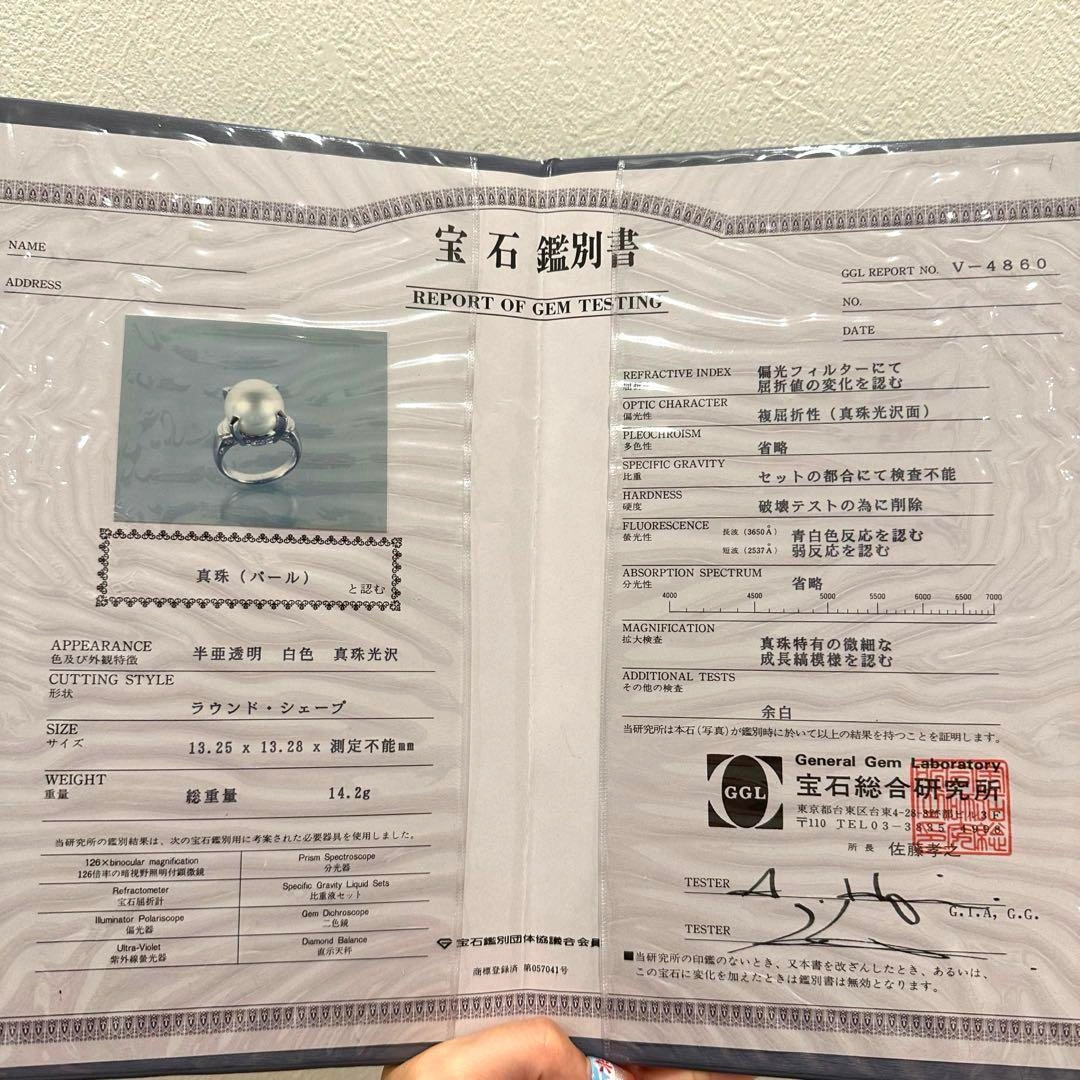 宝石鑑別書
REPORT OF GEM TESTING
NAME
ADDRESS
真珠（パール）
と認む
APPEARANCE
色及び外観特徴
半亜透明 白色 真珠光沢
CUTTING STYLE
形状
ラウンド・シェープ
SIZE
サイズ
13.25 x 13.28 x 測定不能mm
WEIGHT
重量
総重量 14.2g
当研究所の鑑別結果は、次の宝石鑑別用に考案された必要器具を使用しました。
126×binocular magnification
126倍率の暗視野照明付顕微鏡
Prism Spectroscope
分光器
Refractometer
宝石屈折計
Specific Gravity Liquid Sets
比重液セット
Illuminator Polariscope
偏光器
Gem Dichroscope
二色鏡
Ultra-Violet
紫外線螢光器
Diamond Balance
直示天秤
宝石鑑別団体協議会会員
商標登録済 第057041号
GGL REPORT NO. V-4860
NO.
DATE
REFRACTIVE INDEX
偏光フィルターにて
屈折値の変化を認む
OPTIC CHARACTER
偏光性
複屈折性（真珠光沢面）
PLEOCHROISM
多色性
省略
SPECIFIC GRAVITY
比重
セットの都合にて検査不能
HARDNESS
硬度
破壊テストの為に削除
FLUORESCENCE
螢光性
長波（3650Å） 青白色反応を認む
短波（2537Å） 弱反応を認む
ABSORPTION SPECTRUM
分光性
省略
4000 4500 5000 5500 6000 6500 7000
MAGNIFICATION
拡大検査
真珠特有の微細な
成長縞模様を認む
ADDITIONAL TESTS
その他の検査
余白
当研究所は本石(写真)が鑑別時に於いて以上の結果を持つことを証明します。
GGL
General Gem Laboratory
宝石総合研究所
東京都台東区台東4-28-8 3F
〒110 TEL03-3835-4998
所長 佐藤孝之
TESTER
G.I.A, G.G.
TESTER
■当研究所の印鑑のないとき、又本書を改ざんしたとき、あるいは、
この宝石に変化を加えたときは鑑別書は無効となります。